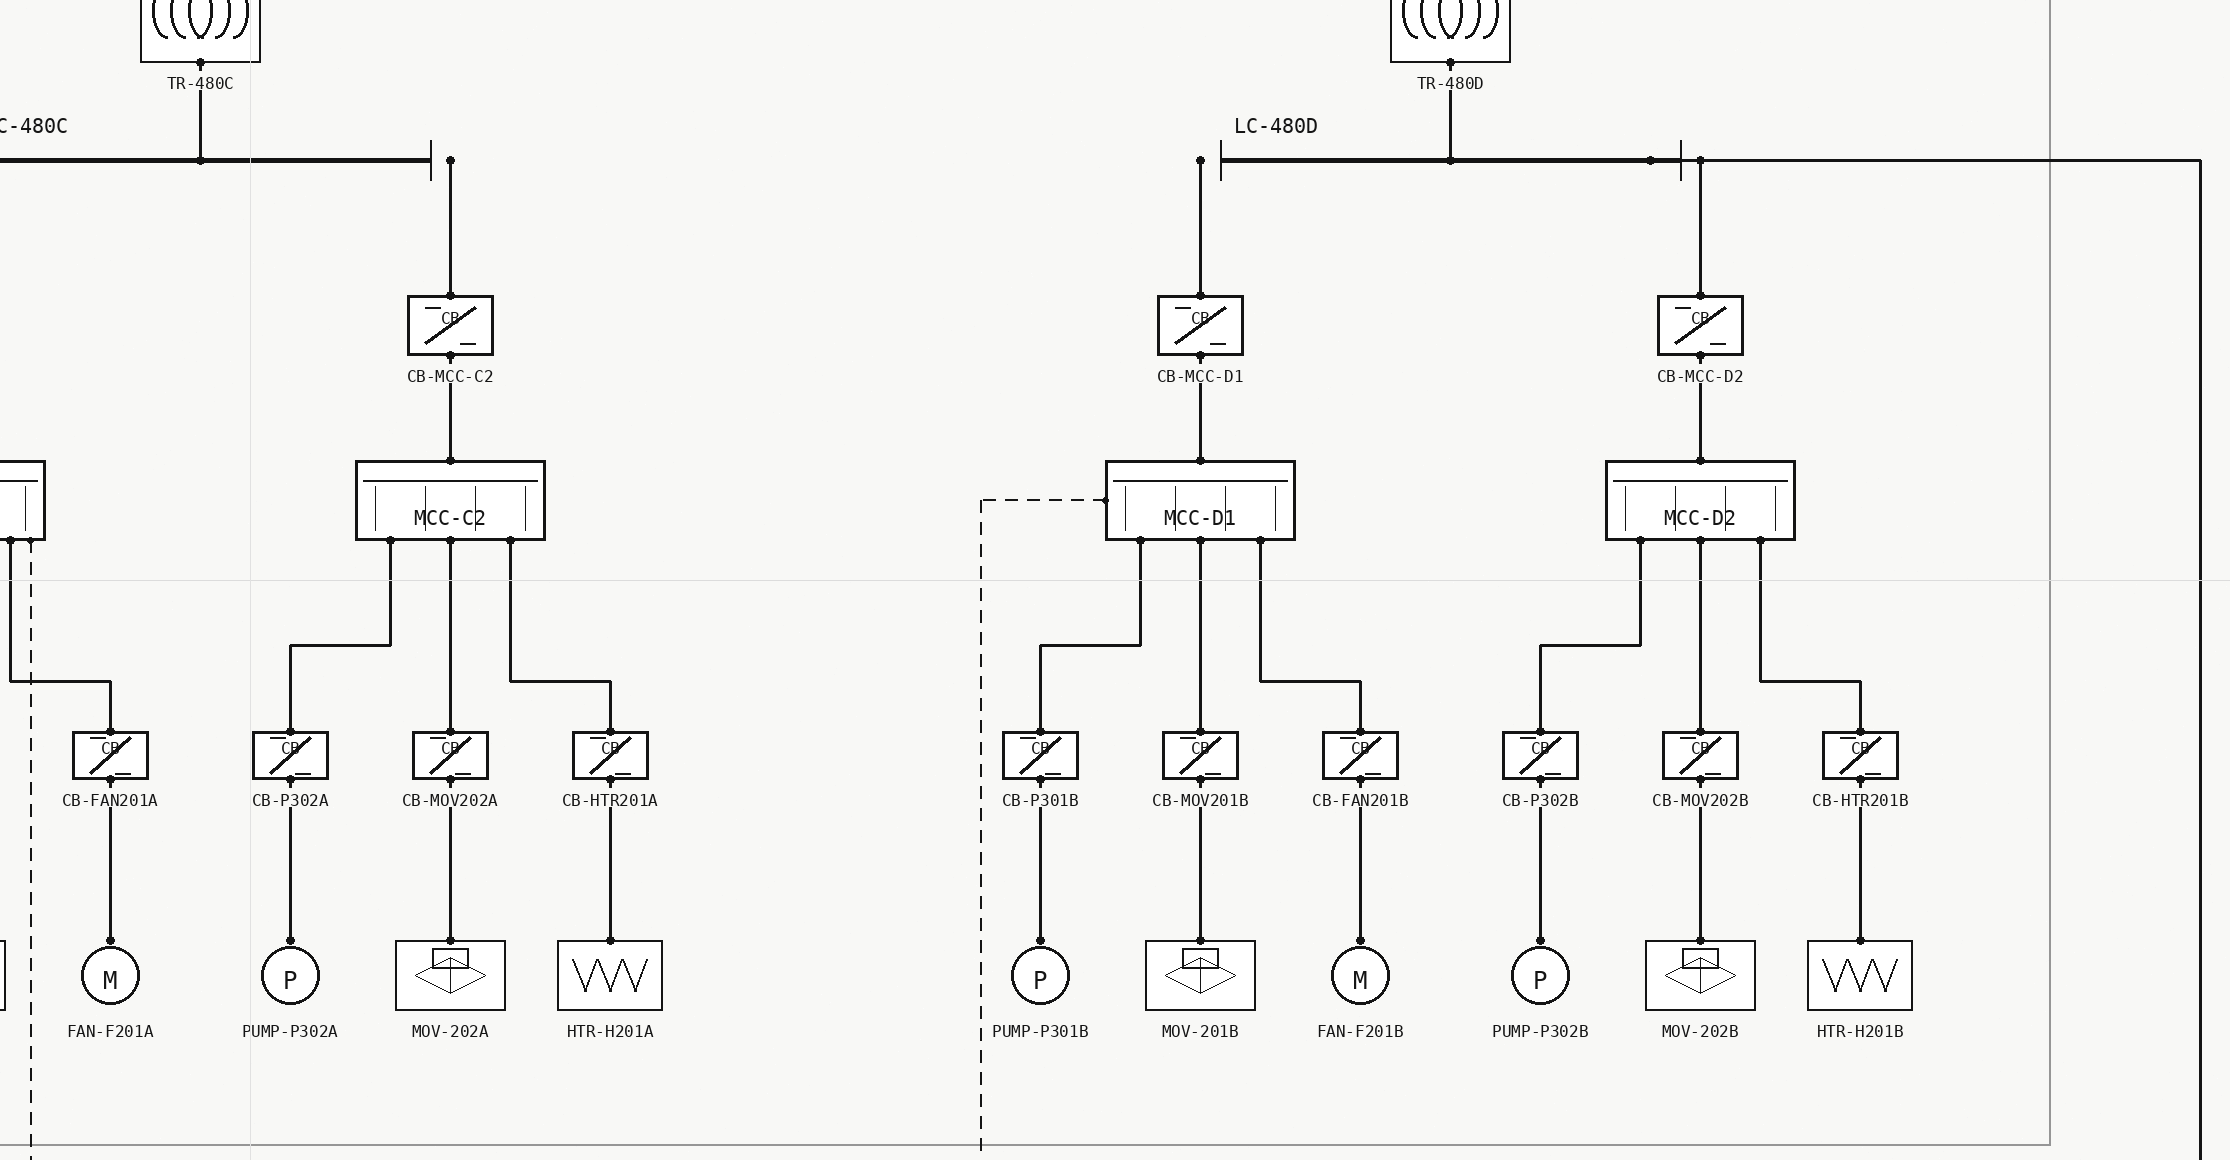 TR-480C
TR-480D
C-480C
LC-480D
CB
CB
CB
CB-MCC-C2
CB-MCC-D1
CB-MCC-D2
MCC-C2
MCC-D1
MCC-D2
CB
CB
CB
CB
CB
CB
CB
CB
CB
CB
CB-FAN201A
CB-P302A
CB-MOV202A
CB-HTR201A
CB-P301B
CB-MOV201B
CB-FAN201B
CB-P302B
CB-MOV202B
CB-HTR201B
M
P
P
M
P
FAN-F201A
PUMP-P302A
MOV-202A
HTR-H201A
PUMP-P301B
MOV-201B
FAN-F201B
PUMP-P302B
MOV-202B
HTR-H201B